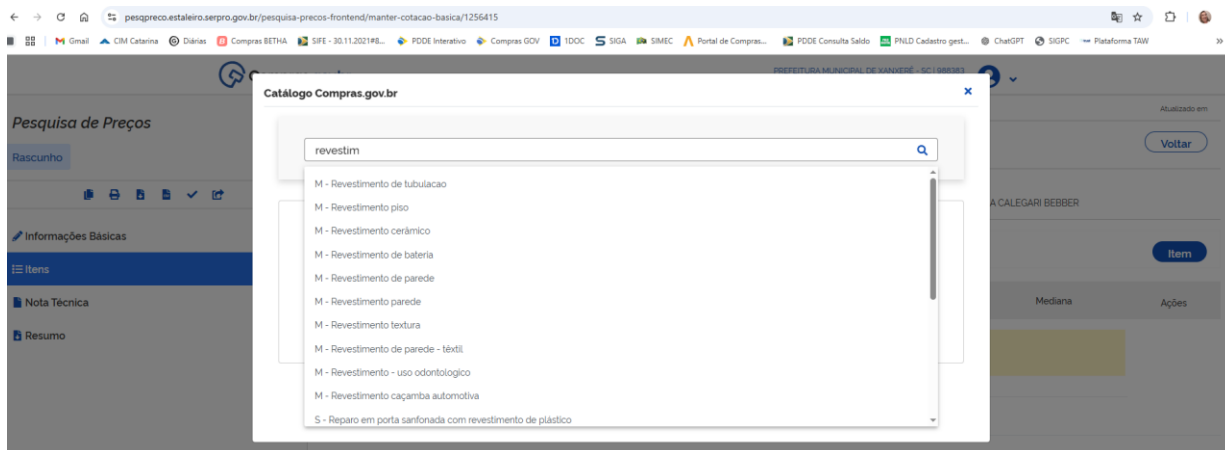 pesqpreco.estaleiro.serpro.gov.br/pesquisa-precos-frontend/manter-cotacao-basica/1256415
Gmail CIM Catarina Diárias Compras BETHA SIFE - 30.11.2021#8... PDDE Interativo Compras GOV 1DOC SIGA SIMEC Portal de Compras... PDDE Consulta Saldo PNLD Cadastro gest... ChatGPT SIGPC Plataforma TAW »
PREFEITURA MUNICIPAL DE XANXERÊ - SC | 988383
Catálogo Compras.gov.br ×
Atualizado em
Pesquisa de Preços
Voltar
revestim
Rascunho
M - Revestimento de tubulacao
A CALEGARI BEBBER
M - Revestimento piso
Informações Básicas
M - Revestimento cerâmico
M - Revestimento de bateria
Item
Itens
M - Revestimento de parede
Nota Técnica
M - Revestimento parede
Mediana Ações
M - Revestimento textura
Resumo
M - Revestimento de parede - têxtil
M - Revestimento - uso odontologico
M - Revestimento caçamba automotiva
S - Reparo em porta sanfonada com revestimento de plástico